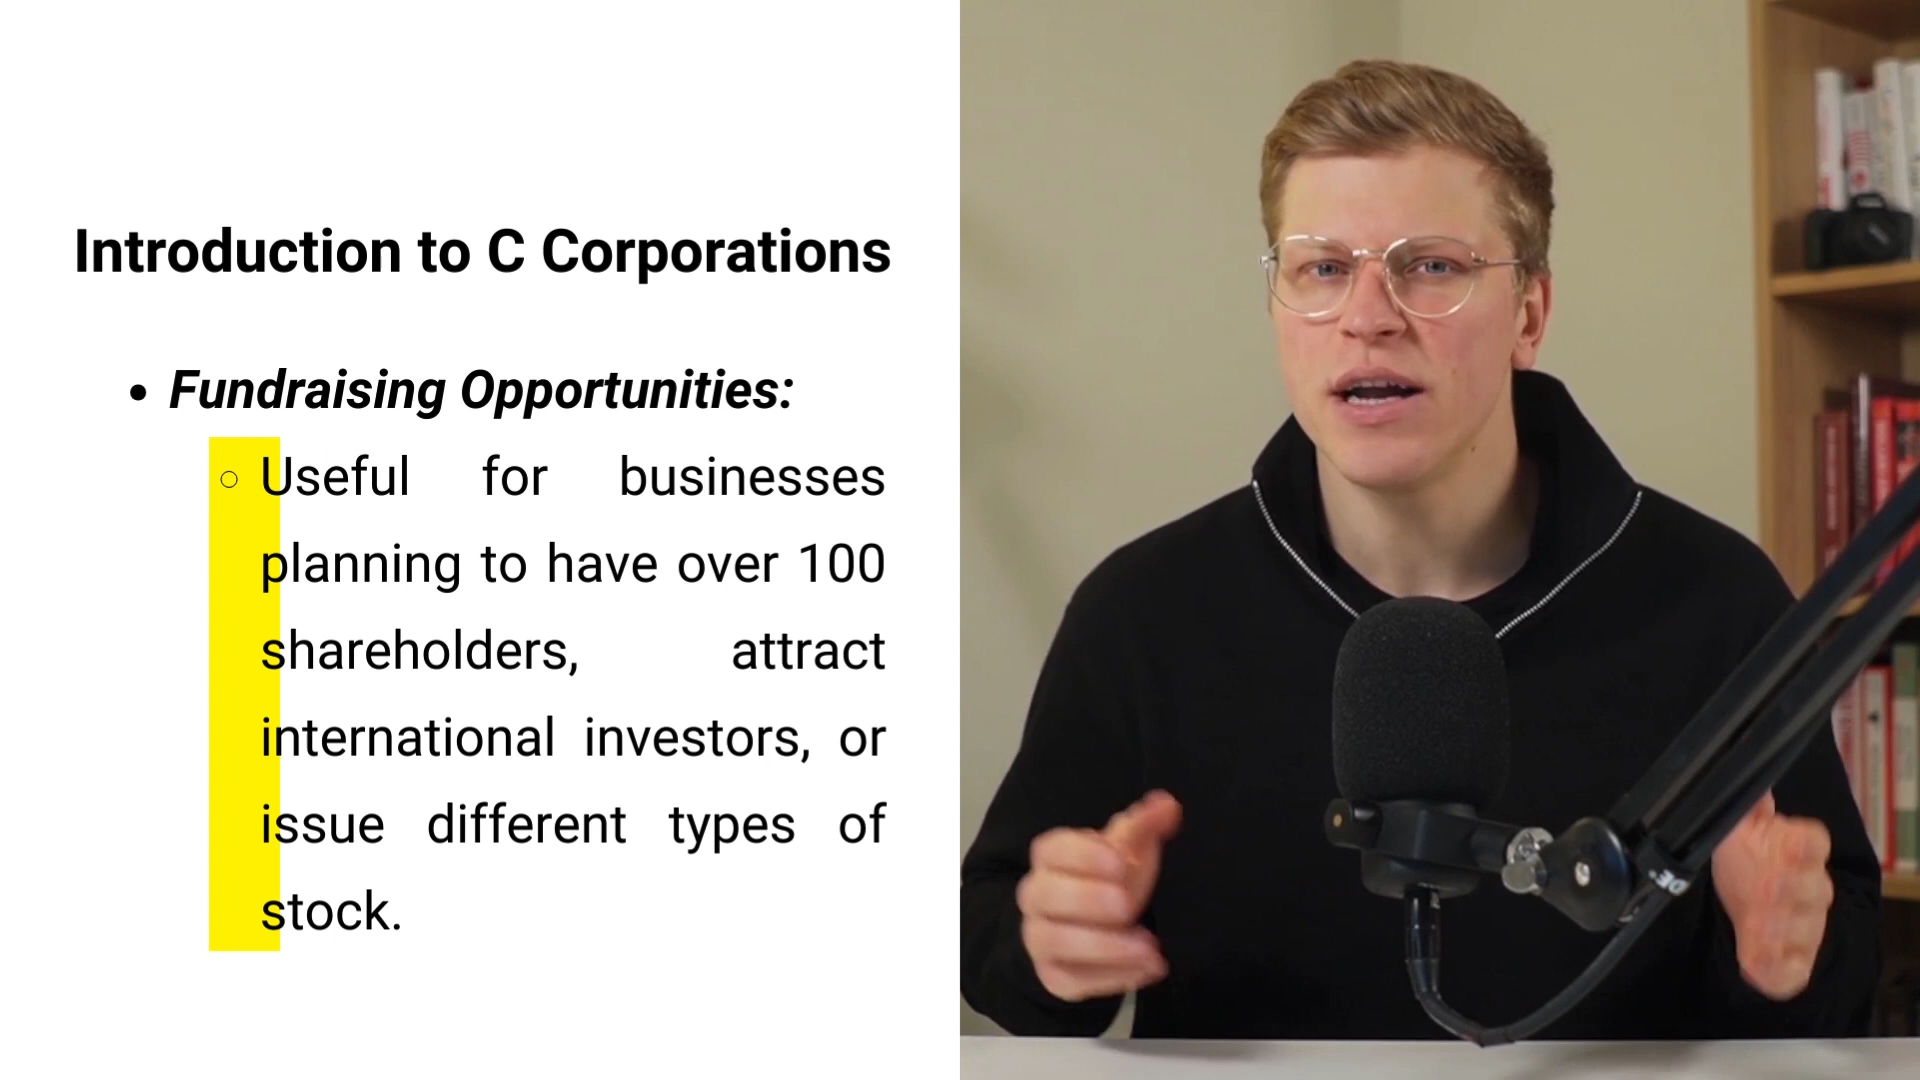 Introduction to C Corporations
• Fundraising Opportunities:
○ Useful for businesses
planning to have over 100
shareholders, attract
international investors, or
issue different types of
stock.